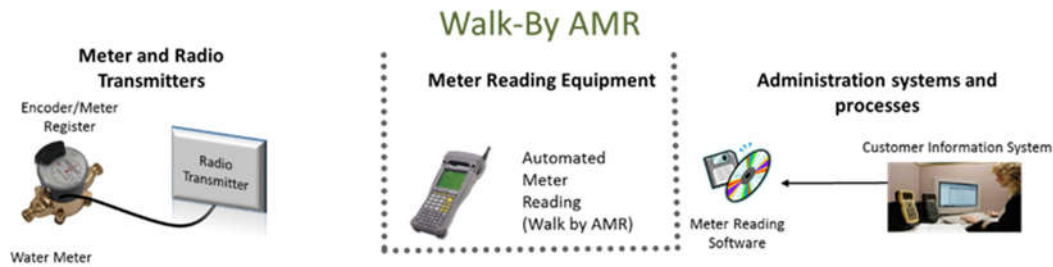 Walk-By AMR
Meter and Radio
Transmitters
Encoder/Meter
Register
Radio
Transmitter
Water Meter
Meter Reading Equipment
Automated
Meter
Reading
(Walk by AMR)
Administration systems and
processes
Customer Information System
Meter Reading
Software